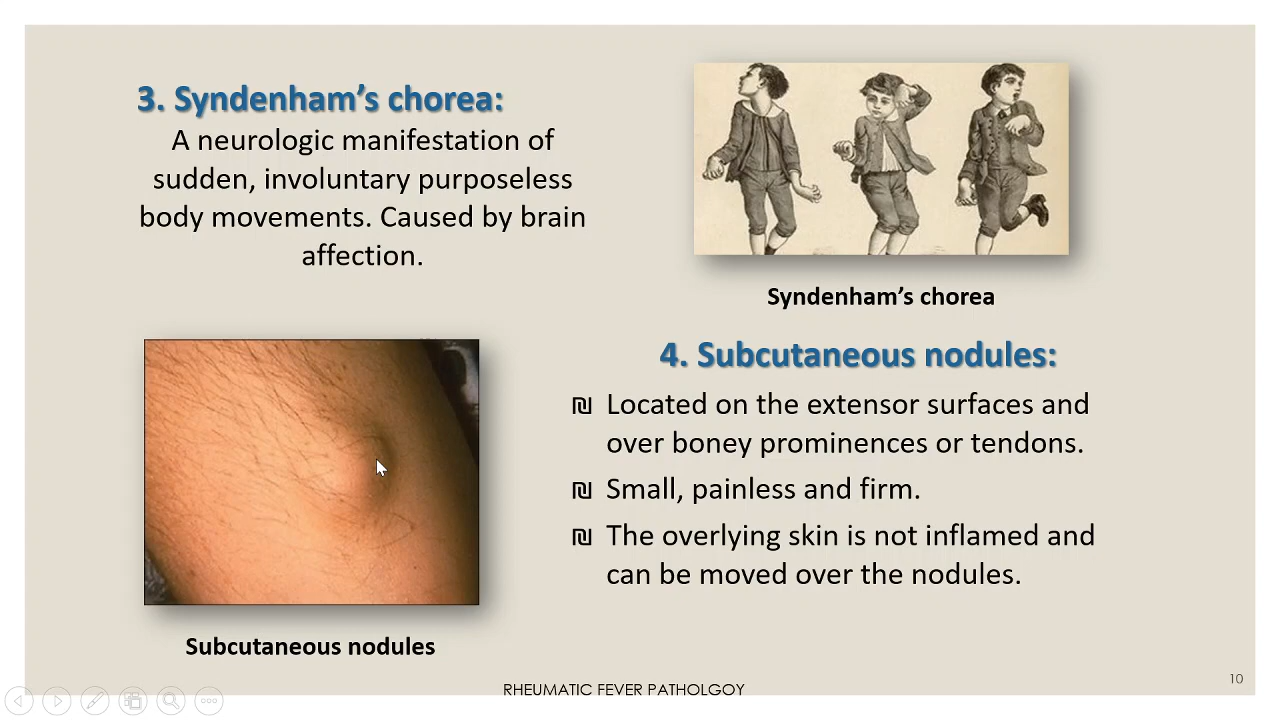 3. Syndenham's chorea:
A neurologic manifestation of
sudden, involuntary purposeless
body movements. Caused by brain
affection.
Syndenham's chorea
4. Subcutaneous nodules:
₪ Located on the extensor surfaces and
over boney prominences or tendons.
₪ Small, painless and firm.
₪ The overlying skin is not inflamed and
can be moved over the nodules.
Subcutaneous nodules
RHEUMATIC FEVER PATHOLGOY
10